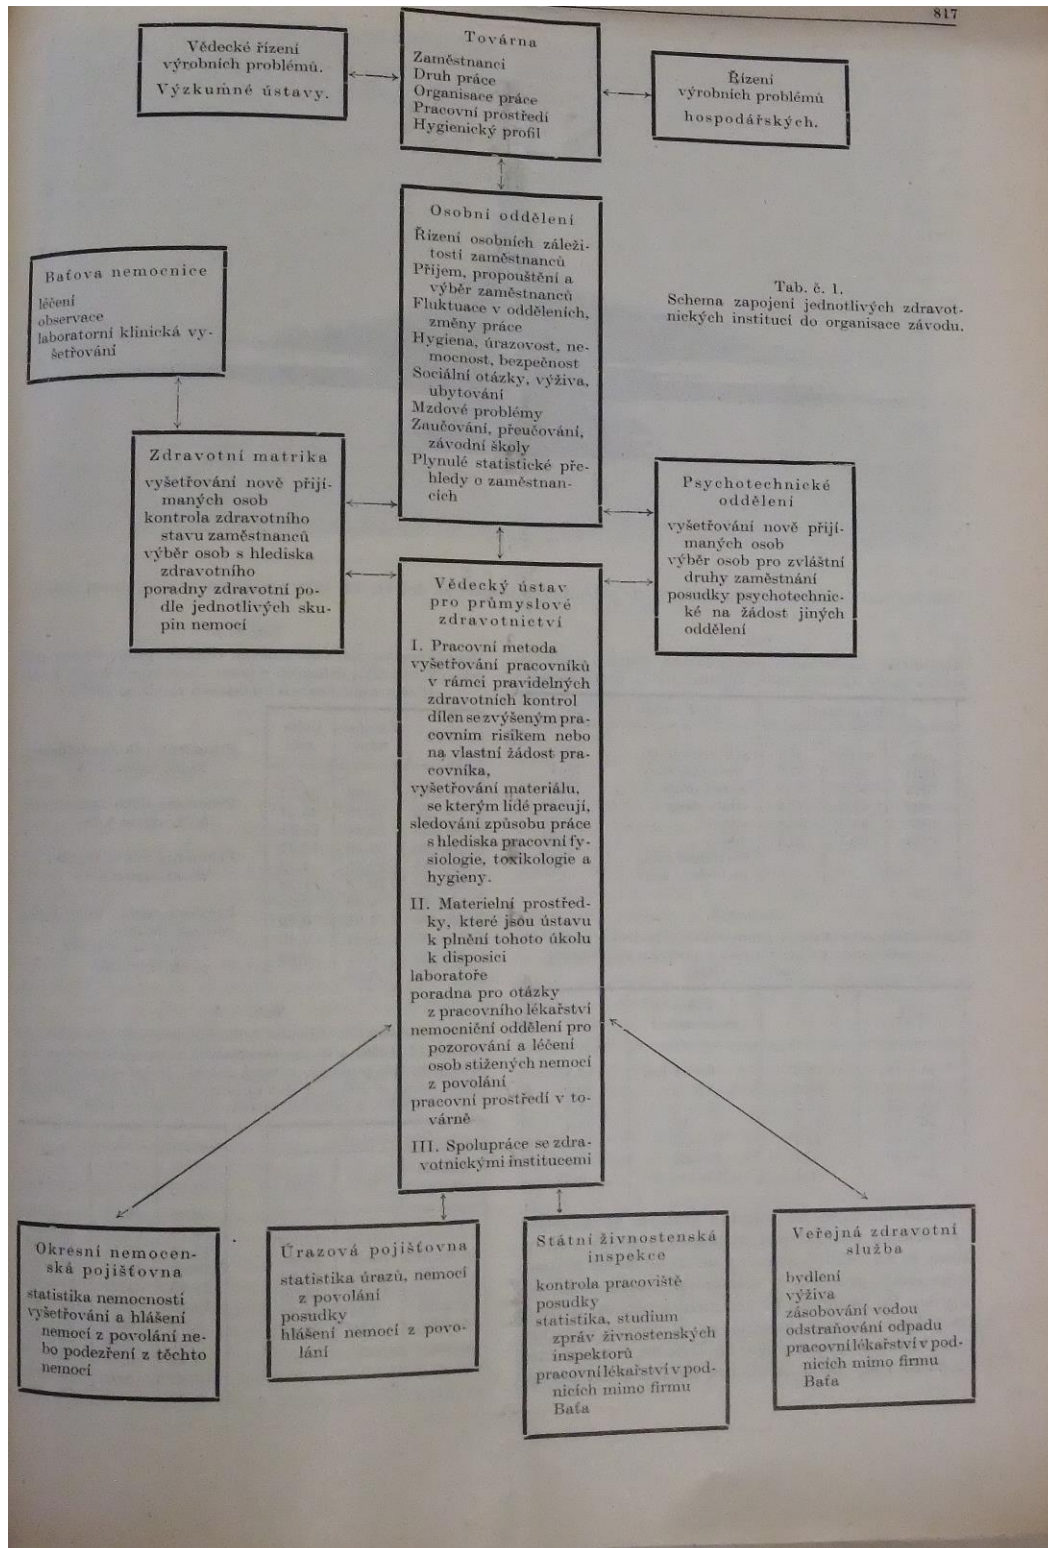 817
Vědecké řízení
výrobních problémů.
Výzkumné ústavy.
Továrna
Zaměstnanci
Druh práce
Organisace práce
Pracovní prostředí
Hygienický profil
Řízení
výrobních problémů
hospodářských.
Osobní oddělení
Řízení osobních záleži-
tostí zaměstnanců
Příjem, propouštění a
výběr zaměstnanců
Fluktuace v odděleních,
změny práce
Hygiena, úrazovost, ne-
mocnost, bezpečnost
Sociální otázky, výživa,
ubytování
Mzdové problémy
Zaučování, přeučování,
závodní školy
Plynulé statistické pře-
hledy o zaměstnan-
cích
Baťova nemocnice
léčení
observace
laboratorní klinická vy-
šetřování
Tab. č. 1.
Schema zapojení jednotlivých zdravot-
nických institucí do organisace závodu.
Zdravotní matrika
vyšetřování nově přijí-
maných osob
kontrola zdravotního
stavu zaměstnanců
výběr osob s hlediska
zdravotního
poradny zdravotní po-
dle jednotlivých sku-
pin nemocí
Psychotechnické
oddělení
vyšetřování nově přijí-
maných osob
výběr osob pro zvláštní
druhy zaměstnání
posudky psychotechnic-
ké na žádost jiných
oddělení
Vědecký ústav
pro průmyslové
zdravotnictví
I. Pracovní metoda
vyšetřování pracovníků
v rámci pravidelných
zdravotních kontrol
dílen se zvýšeným pra-
covním risikem nebo
na vlastní žádost pra-
covníka,
vyšetřování materiálu,
se kterým lidé pracují,
sledování způsobu práce
s hlediska pracovní fy-
siologie, toxikologie a
hygieny.
II. Materielní prostřed-
ky, které jsou ústavu
k plnění tohoto úkolu
k disposici
laboratoře
poradna pro otázky
z pracovního lékařství
nemocniční oddělení pro
pozorování a léčení
osob stižených nemocí
z povolání
pracovní prostředí v to-
várně
III. Spolupráce se zdra-
votnickými institucemi
Okresní nemocen-
ská pojišťovna
statistika nemocnosti
vyšetřování a hlášení
nemocí z povolání ne-
bo podezření z těchto
nemocí
Úrazová pojišťovna
statistika úrazů, nemocí
z povolání
posudky
hlášení nemocí z povo-
lání
Státní živnostenská
inspekce
kontrola pracoviště
posudky
statistika, studium
zpráv živnostenských
inspektorů
pracovní lékařství v pod-
nicích mimo firmu
Baťa
Veřejná zdravotní
služba
bydlení
výživa
zásobování vodou
odstraňování odpadu
pracovní lékařství v pod-
nicích mimo firmu
Baťa